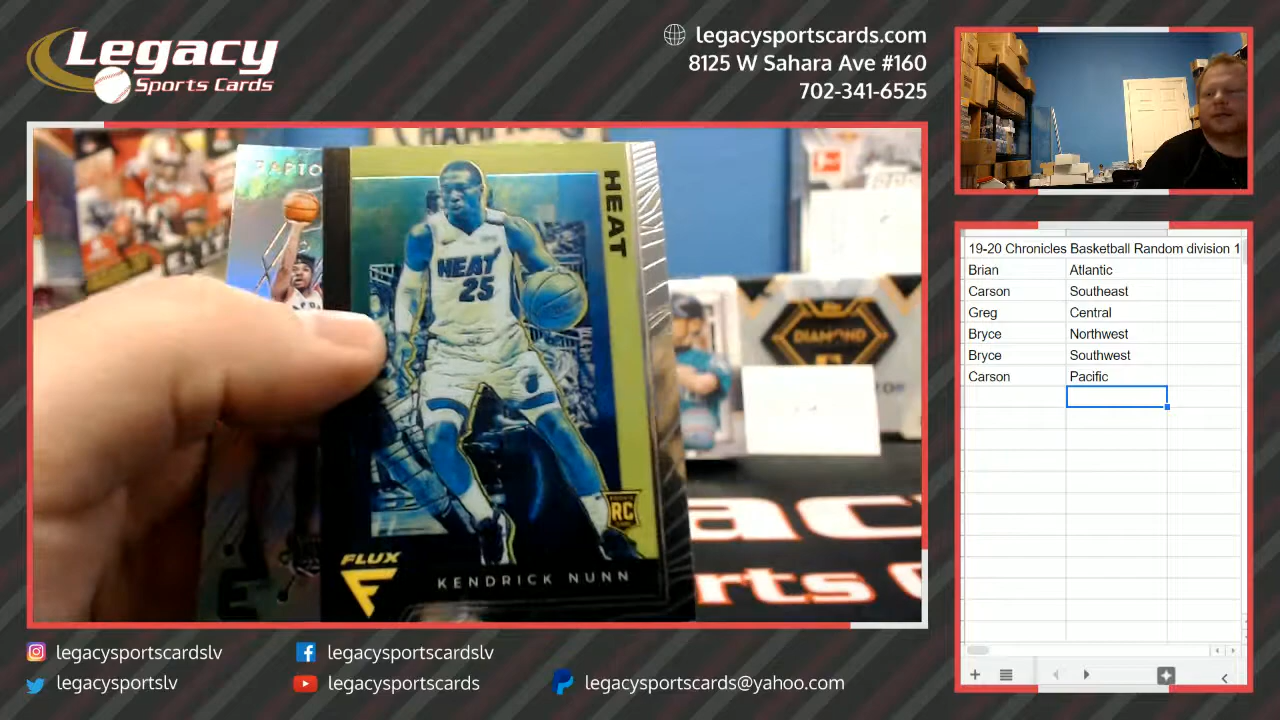 Legacy
Sports Cards
legacysportscards.com
8125 W Sahara Ave #160
702-341-6525
RAPTO
HEAT
HEAT
25
RC
FLUX
F
KENDRICK NUNN
DIAMOND
19-20 Chronicles Basketball Random division 1
Brian Atlantic
Carson Southeast
Greg Central
Bryce Northwest
Bryce Southwest
Carson Pacific
legacysportscardslv
legacysportscardslv
legacysportslv
legacysportscards
legacysportscards@yahoo.com